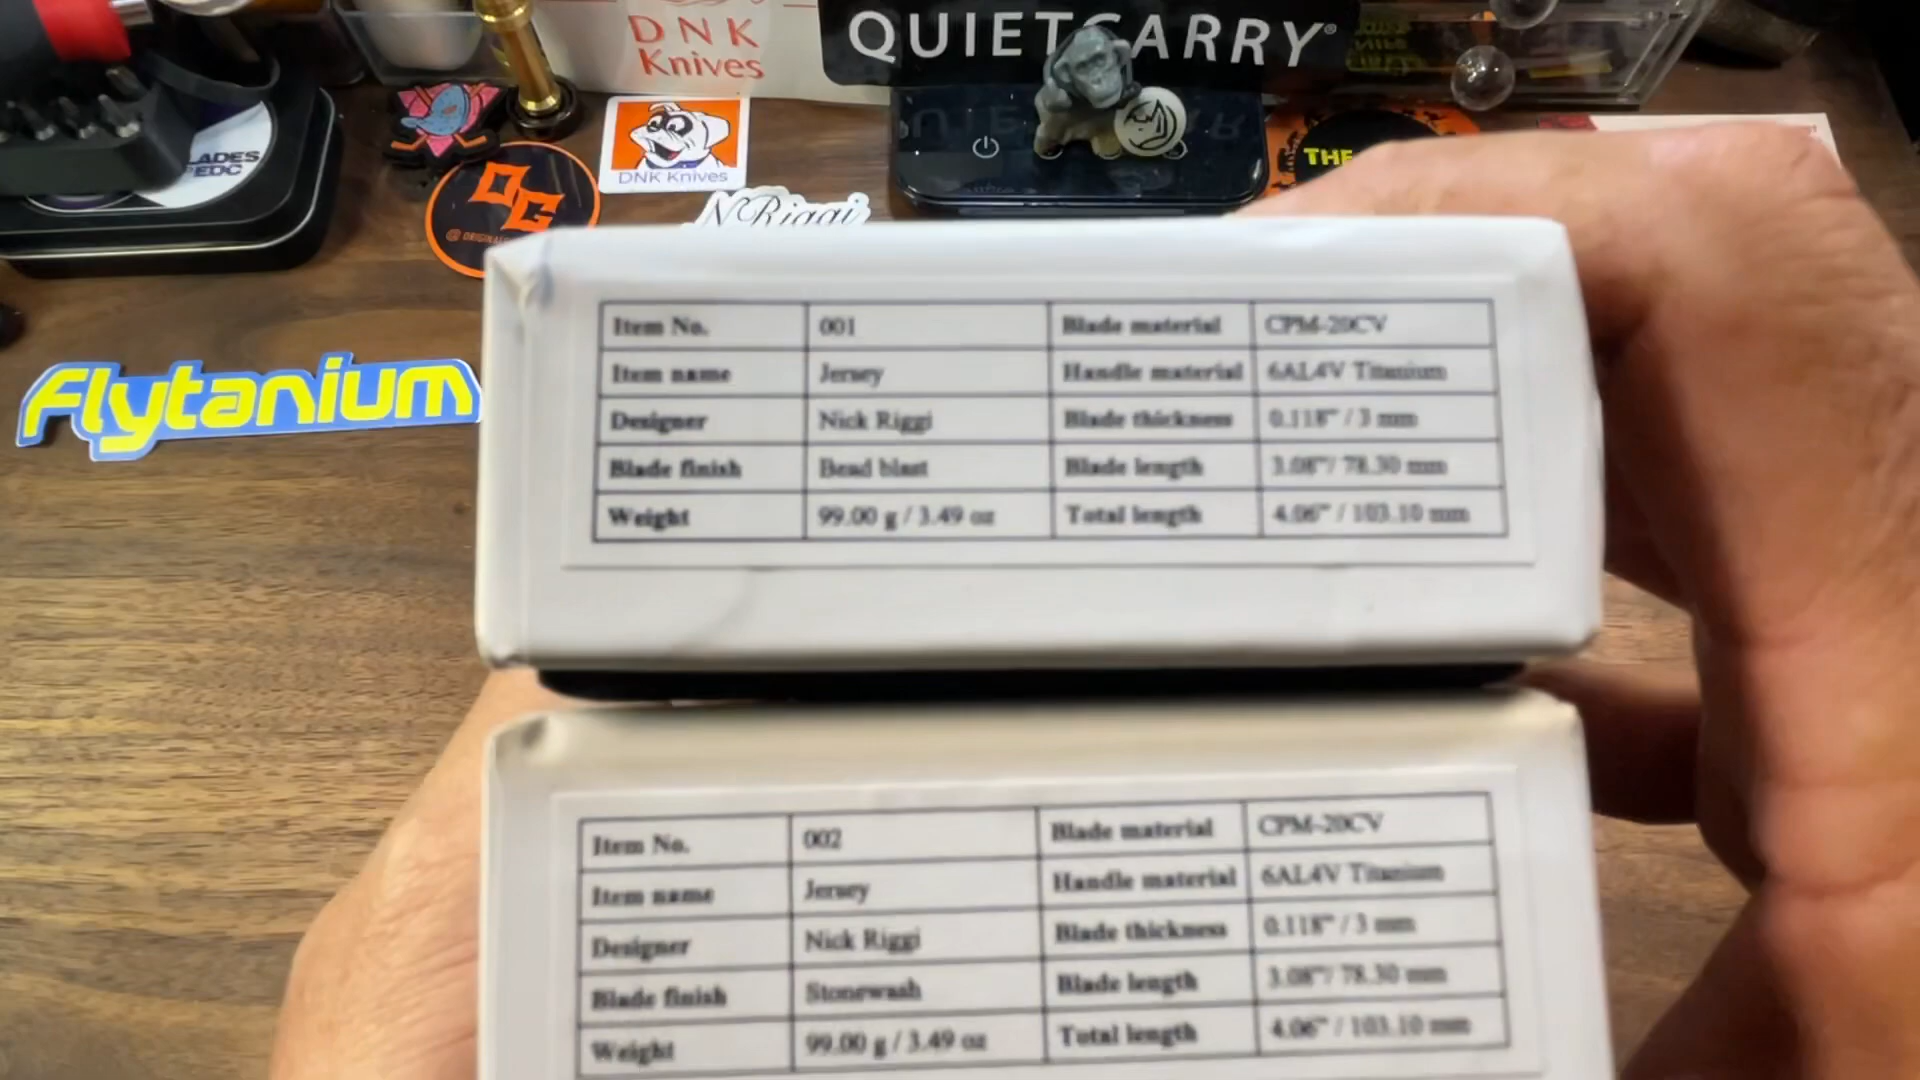 DNK
Knives
QUIETCARRY®
LADES
EDC
DNK Knives
OG
NRiggi
THE
Flytanium
Item No. 001 Blade material CPM-20CV
Item name Jersey Handle material 6AL4V Titanium
Designer Nick Riggi Blade thickness 0.118" / 3 mm
Blade finish Bead blast Blade length 3.08"/ 78.30 mm
Weight 99.00 g / 3.49 oz Total length 4.06" / 103.10 mm
Item No. 002 Blade material CPM-20CV
Item name Jersey Handle material 6AL4V Titanium
Designer Nick Riggi Blade thickness 0.118" / 3 mm
Blade finish Stonewash Blade length 3.08"/ 78.30 mm
Weight 99.00 g / 3.49 oz Total length 4.06" / 103.10 mm